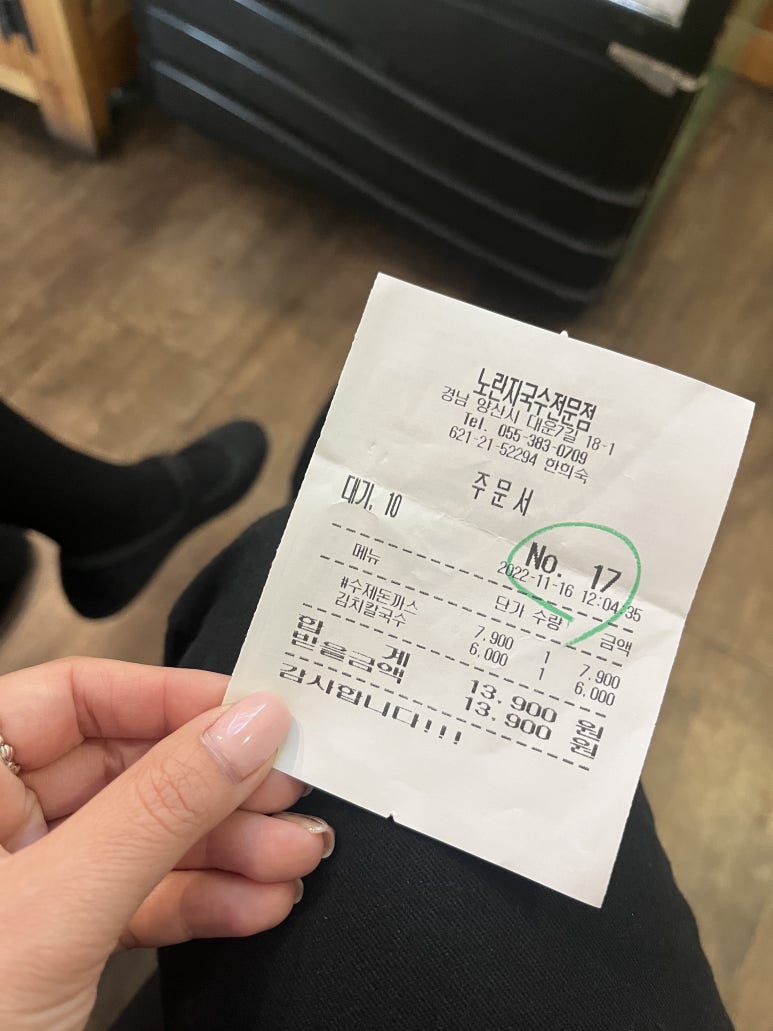 노란지국수전문점
경남 양산시 대운2길 18-1
Tel. 055-383-0709
621-21-52294 한희숙
주문서
대기. 10
No. 17
2022-11-16 12:04:35
메뉴 단가 수량 금액
#수제돈까스 7,900 1 7,900
김치칼국수 6,000 1 6,000
합 계 13,900 원
받을금액 13,900 원
감사합니다!!!